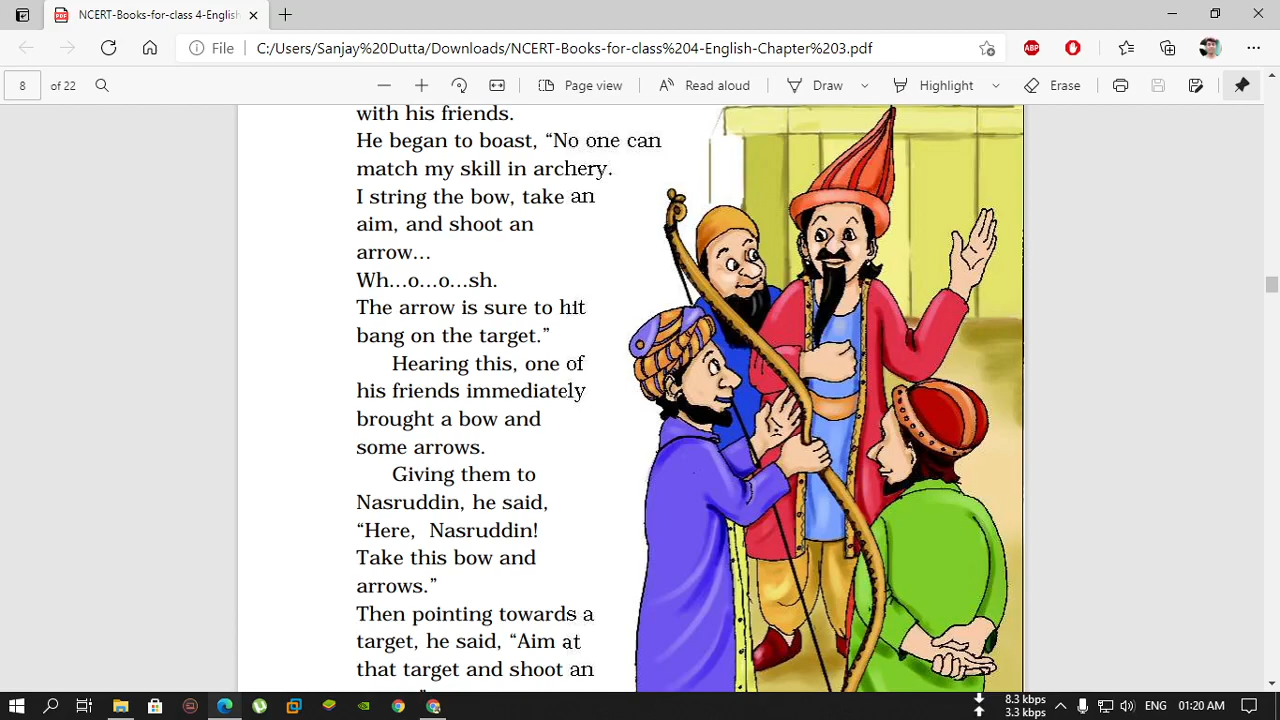 NCERT-Books-for-class 4-English
File
C:/Users/Sanjay%20Dutta/Downloads/NCERT-Books-for-class%204-English-Chapter%203.pdf
ABP
8
of 22
Page view
Read aloud
Draw
Highlight
Erase
with his friends.
He began to boast, “No one can
match my skill in archery.
I string the bow, take an
aim, and shoot an
arrow...
Wh...o...o...sh.
The arrow is sure to hit
bang on the target.”
Hearing this, one of
his friends immediately
brought a bow and
some arrows.
Giving them to
Nasruddin, he said,
“Here, Nasruddin!
Take this bow and
arrows.”
Then pointing towards a
target, he said, “Aim at
that target and shoot an
8.3 kbps
3.3 kbps
ENG
01:20 AM